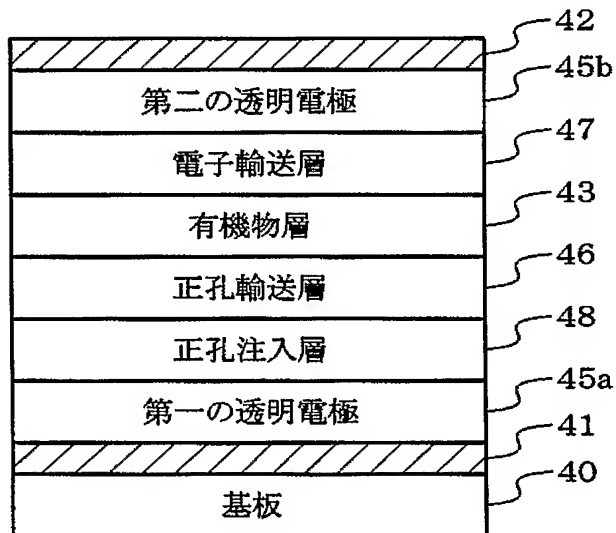 42
第二の透明電極 45b
電子輸送層 47
有機物層 43
正孔輸送層 46
正孔注入層 48
第一の透明電極 45a
41
基板 40